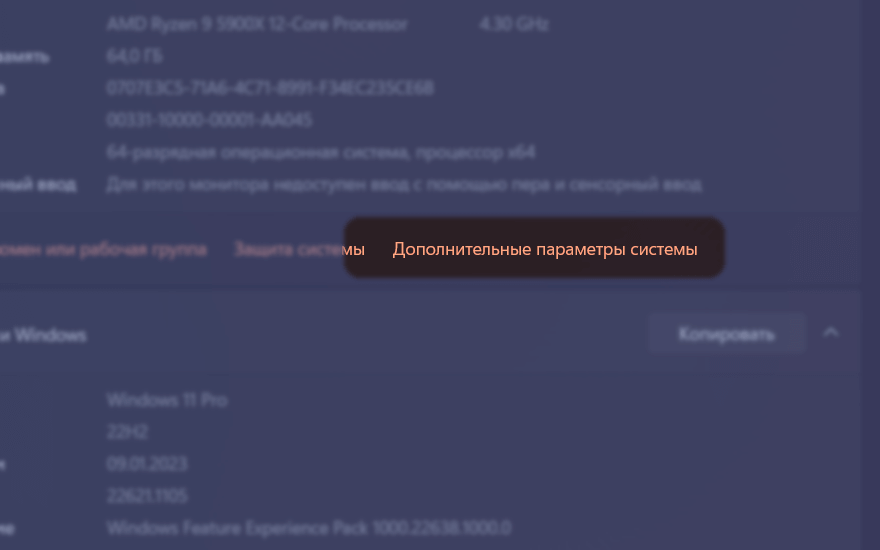 AMD Ryzen 9 5900X 12-Core Processor 4.30 GHz
64,0 ГБ
0707E3C5-71A6-4C71-8991-F34EC235CE6B
00331-10000-00001-AA045
64-разрядная операционная система, процессор x64
ный ввод Для этого монитора недоступен ввод с помощью пера и сенсорный ввод
омен или рабочая группа Защита системы Дополнительные параметры системы
и Windows Копировать
Windows 11 Pro
22H2
09.01.2023
22621.1105
Windows Feature Experience Pack 1000.22638.1000.0